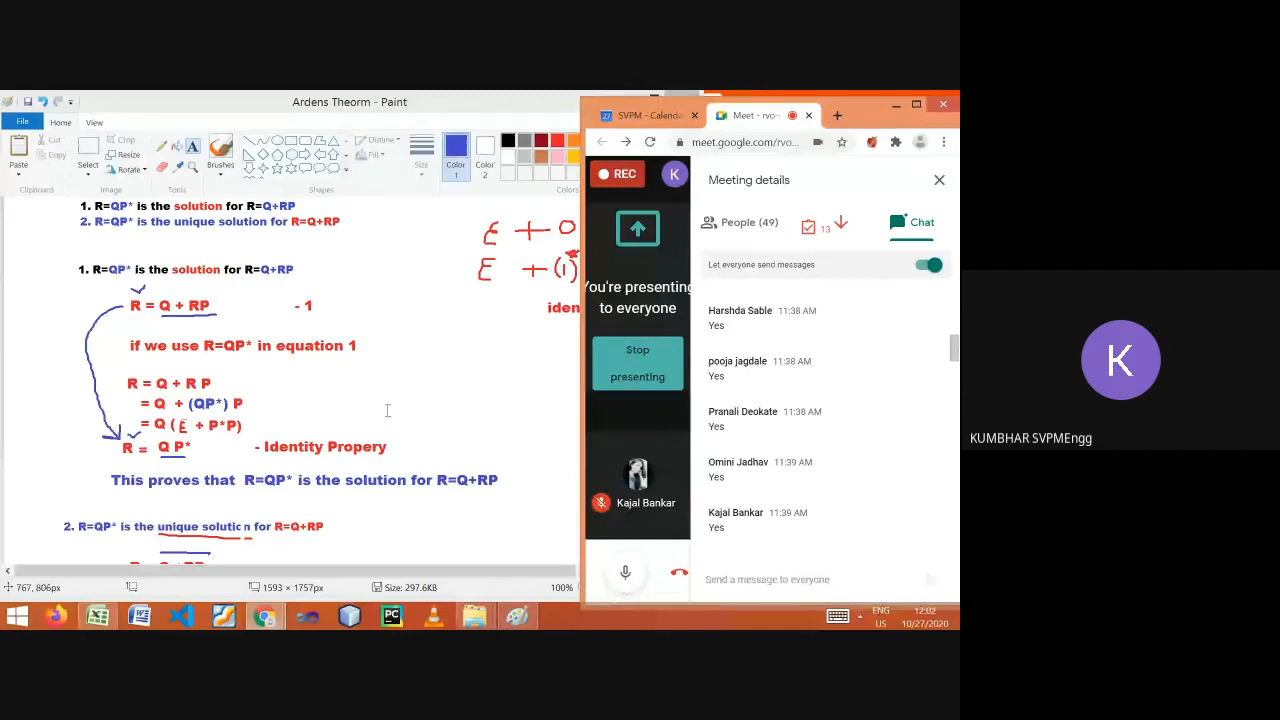 Ardens Theorm - Paint
File Home View
Cut
Copy
Paste
Clipboard
Select
Crop
Resize
Rotate
Image
Tools
Brushes
Shapes
Outline
Fill
Size
Color 1
Color 2
Colors
1. R=QP* is the solution for R=Q+RP
2. R=QP* is the unique solution for R=Q+RP
1. R=QP* is the solution for R=Q+RP
R = Q + RP - 1
if we use R=QP* in equation 1
R = Q + R P
= Q + (QP*) P
= Q (ε + P*P)
R = Q P* - Identity Propery
This proves that R=QP* is the solution for R=Q+RP
2. R=QP* is the unique solution for R=Q+RP
R = Q+RP
ε + 0
ε + (1)*
iden
767, 806px
1593 × 1757px
Size: 297.6KB
100%
SVPM - Calenda
Meet - rvo-
meet.google.com/rvo...
REC
K
You're presenting to everyone
Stop presenting
Kajal Bankar
Meeting details
People (49)
13
Chat
Let everyone send messages
Harshda Sable 11:38 AM
Yes
pooja jagdale 11:38 AM
Yes
Pranali Deokate 11:38 AM
Yes
Omini Jadhav 11:39 AM
Yes
Kajal Bankar 11:39 AM
Yes
Send a message to everyone
ENG
US
12:02
10/27/2020
K
KUMBHAR SVPMEngg